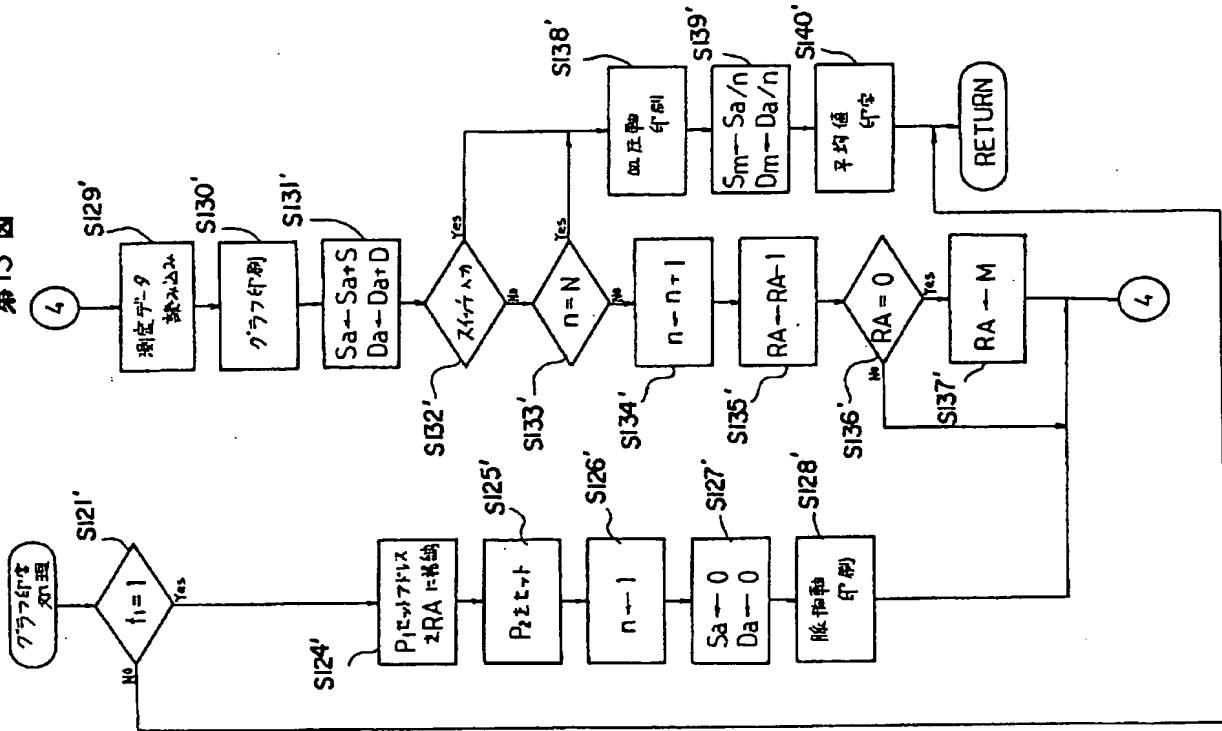 第13図
グラフ印字
処理
S121'
t₁=1
No
Yes
S124'
P₁セットアドレス
をRAに格納
S125'
P₂をセット
S126'
n←1
S127'
Sa←0
Da←0
S128'
脈拍軸
印刷
4
S129'
測定データ
読み込み
S130'
グラフ印刷
S131'
Sa←Sa+S
Da←Da+D
S132'
スイッチ入力
Yes
No
S133'
n=N
Yes
No
S134'
n←n+1
S135'
RA←RA-1
S136'
RA=0
No
Yes
S137'
RA←M
4
S138'
血圧軸
印刷
S139'
Sm←Sa/n
Dm←Da/n
S140'
平均値
印字
RETURN